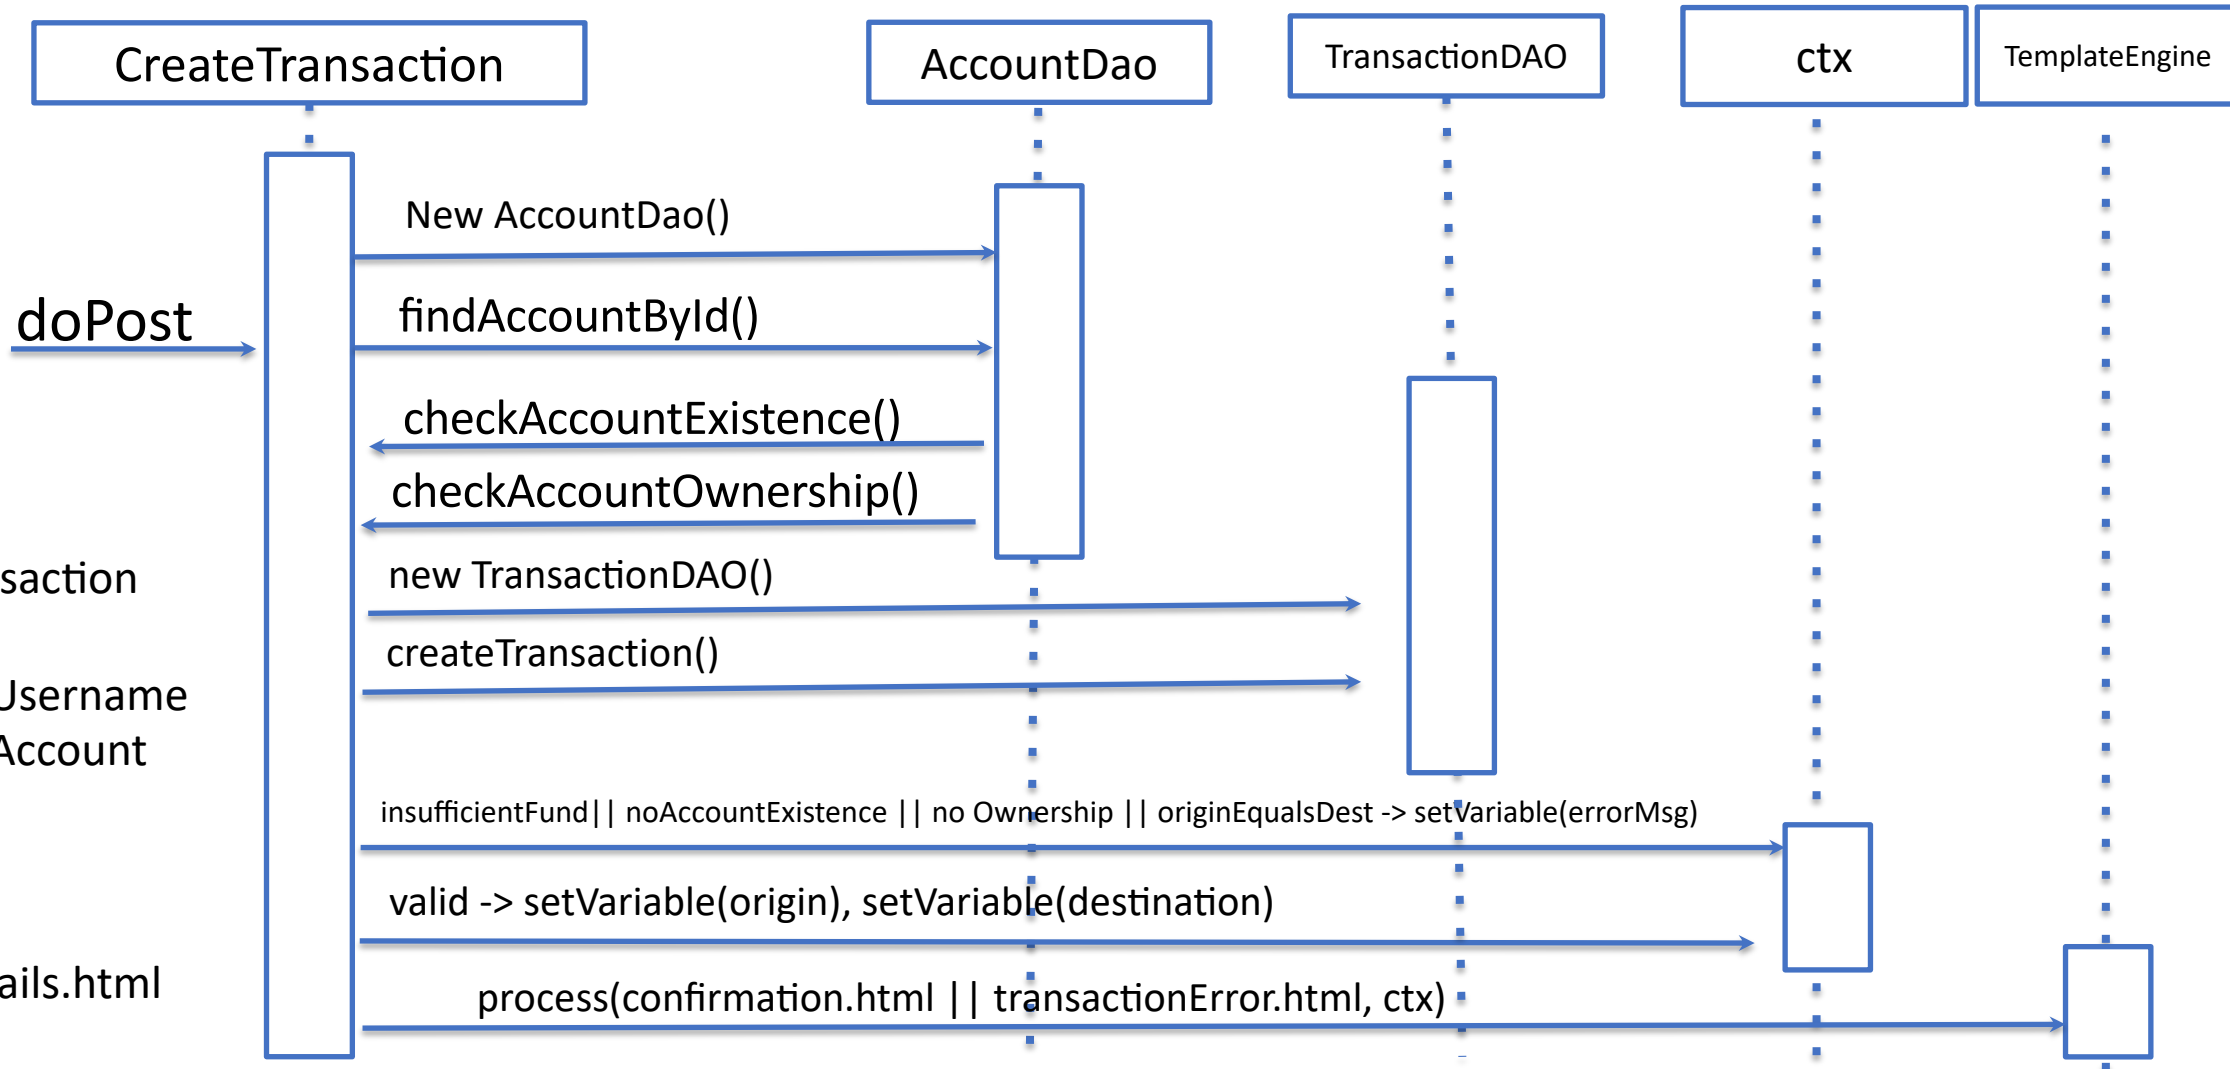 CreateTransaction
AccountDao
TransactionDAO
ctx
TemplateEngine
New AccountDao()
doPost
findAccountById()
checkAccountExistence()
checkAccountOwnership()
saction
new TransactionDAO()
createTransaction()
Username
Account
insufficientFund|| noAccountExistence || no Ownership || originEqualsDest -> setVariable(errorMsg)
valid -> setVariable(origin), setVariable(destination)
ails.html
process(confirmation.html || transactionError.html, ctx)